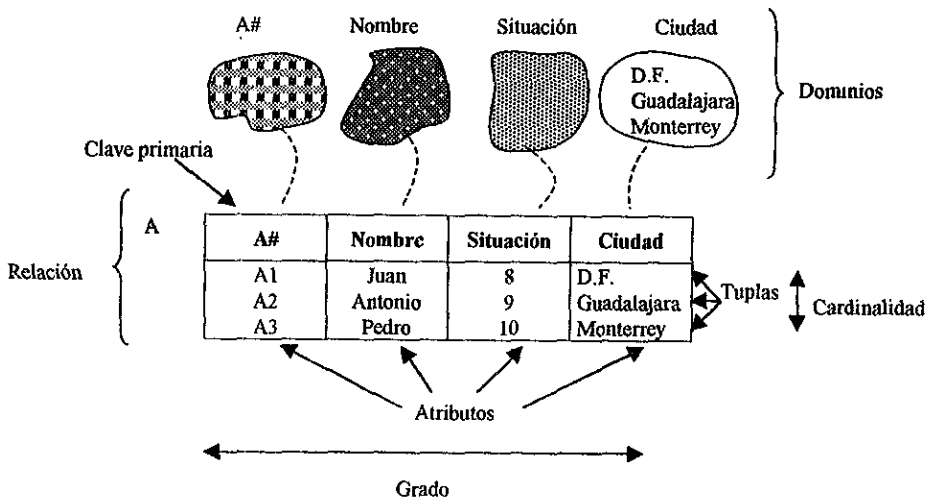 A# Nombre Situación Ciudad
D.F.
Guadalajara
Monterrey
Dominios
Clave primaria
Relación
A
A# Nombre Situación Ciudad
A1 Juan 8 D.F.
A2 Antonio 9 Guadalajara
A3 Pedro 10 Monterrey
Tuplas
Cardinalidad
Atributos
Grado